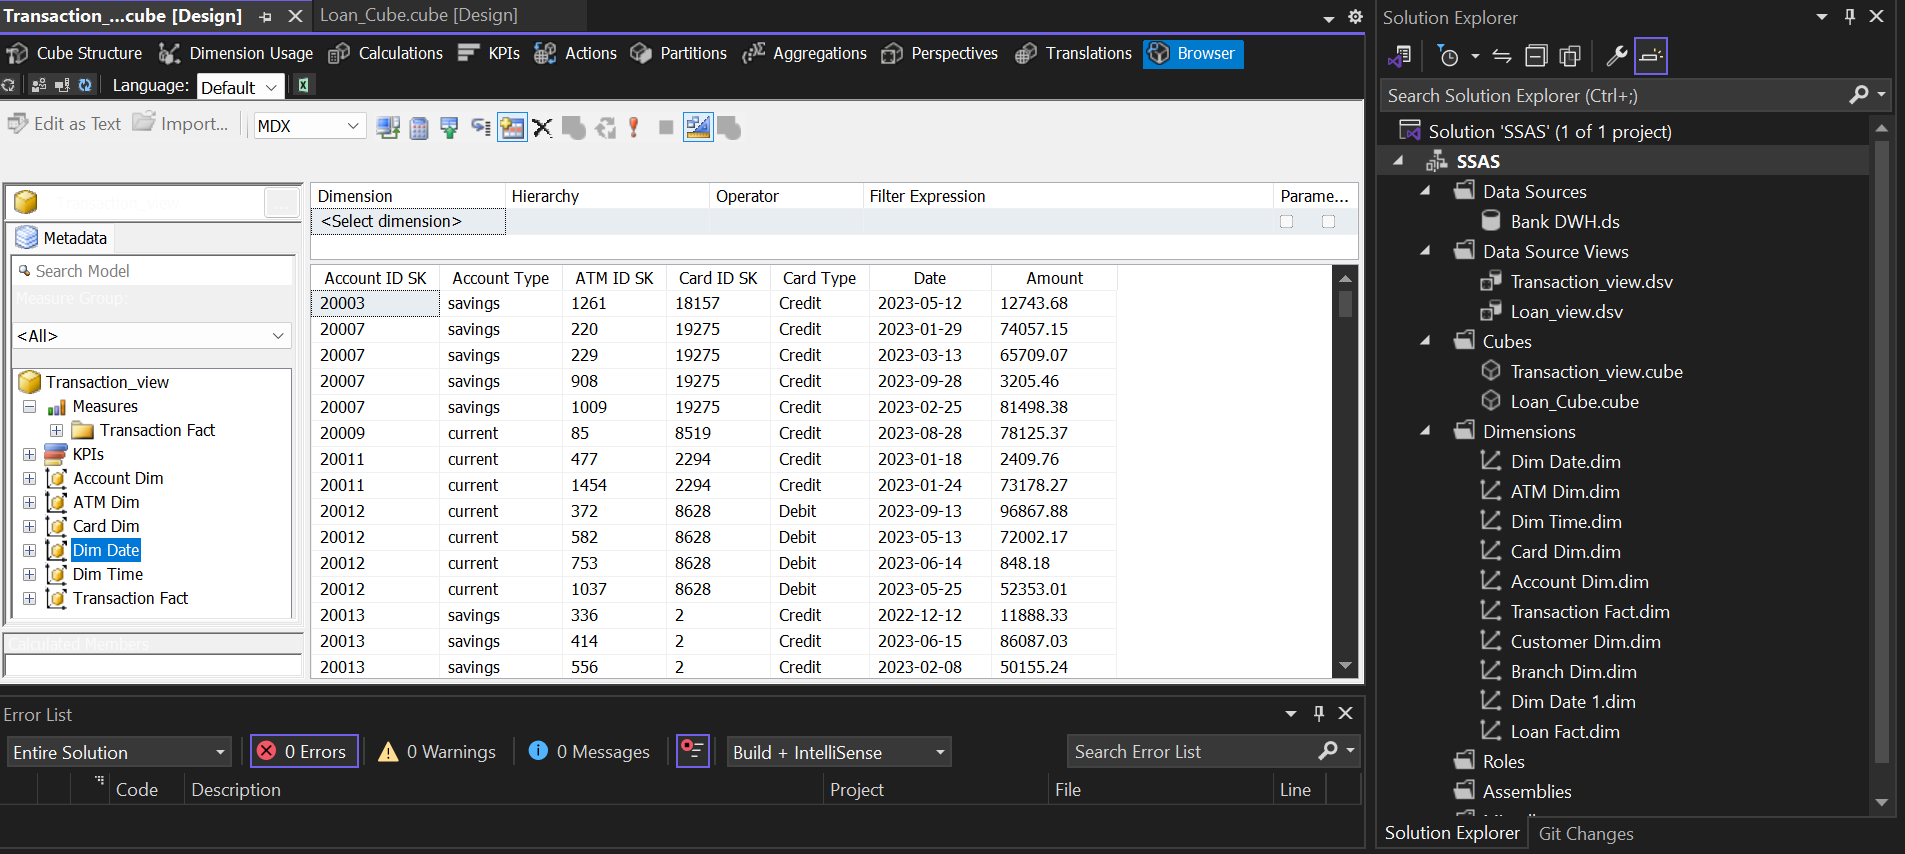 Transaction_...cube [Design]
Loan_Cube.cube [Design]
Cube Structure
Dimension Usage
Calculations
KPIs
Actions
Partitions
Aggregations
Perspectives
Translations
Browser
Language:
Default
Edit as Text
Import...
MDX
Transaction_view
...
Metadata
Search Model
Measure Group:
<All>
Transaction_view
Measures
Transaction Fact
KPIs
Account Dim
ATM Dim
Card Dim
Dim Date
Dim Time
Transaction Fact
Calculated Members
Dimension Hierarchy Operator Filter Expression Parame...
<Select dimension>
Account ID SK Account Type ATM ID SK Card ID SK Card Type Date Amount
20003 savings 1261 18157 Credit 2023-05-12 12743.68
20007 savings 220 19275 Credit 2023-01-29 74057.15
20007 savings 229 19275 Credit 2023-03-13 65709.07
20007 savings 908 19275 Credit 2023-09-28 3205.46
20007 savings 1009 19275 Credit 2023-02-25 81498.38
20009 current 85 8519 Credit 2023-08-28 78125.37
20011 current 477 2294 Credit 2023-01-18 2409.76
20011 current 1454 2294 Credit 2023-01-24 73178.27
20012 current 372 8628 Debit 2023-09-13 96867.88
20012 current 582 8628 Debit 2023-05-13 72002.17
20012 current 753 8628 Debit 2023-06-14 848.18
20012 current 1037 8628 Debit 2023-05-25 52353.01
20013 savings 336 2 Credit 2022-12-12 11888.33
20013 savings 414 2 Credit 2023-06-15 86087.03
20013 savings 556 2 Credit 2023-02-08 50155.24
Error List
Entire Solution
0 Errors
0 Warnings
0 Messages
Build + IntelliSense
Search Error List
Code Description Project File Line
Solution Explorer
Search Solution Explorer (Ctrl+;)
Solution 'SSAS' (1 of 1 project)
SSAS
Data Sources
Bank DWH.ds
Data Source Views
Transaction_view.dsv
Loan_view.dsv
Cubes
Transaction_view.cube
Loan_Cube.cube
Dimensions
Dim Date.dim
ATM Dim.dim
Dim Time.dim
Card Dim.dim
Account Dim.dim
Transaction Fact.dim
Customer Dim.dim
Branch Dim.dim
Dim Date 1.dim
Loan Fact.dim
Roles
Assemblies
Solution Explorer
Git Changes